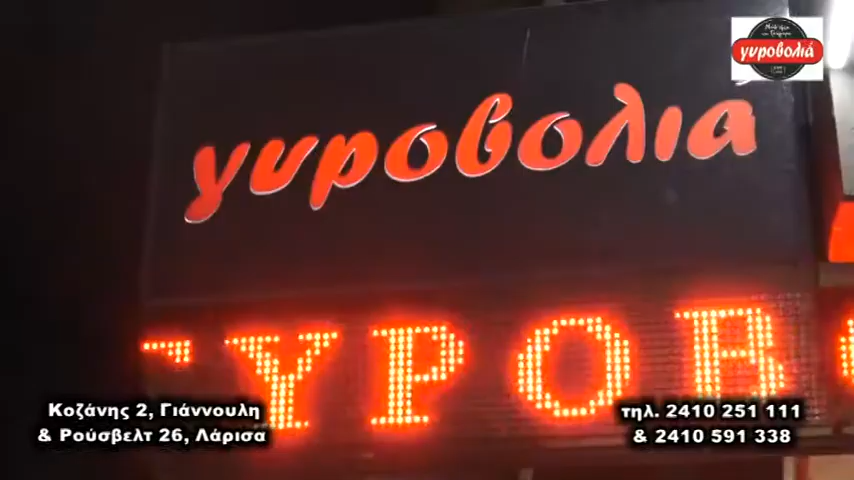 γυροβολιά
γυροβολια
ΥΡΟΒ
Κοζάνης 2, Γιάννουλη
& Ρούσβελτ 26, Λάρισα
τηλ. 2410 251 111
& 2410 591 338